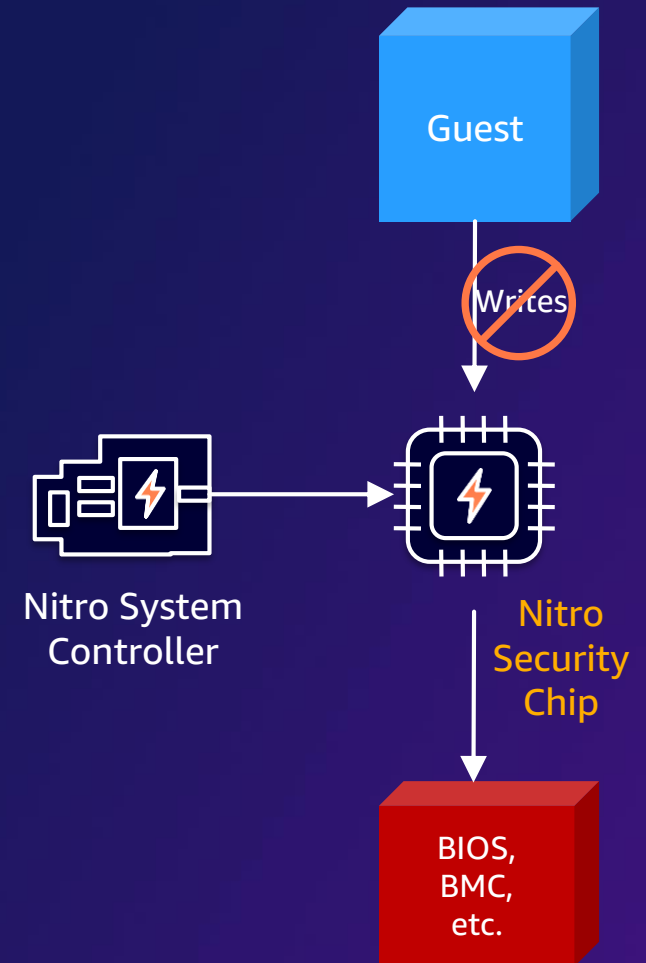 Guest
Writes
Nitro System
Controller
Nitro
Security
Chip
BIOS,
BMC,
etc.